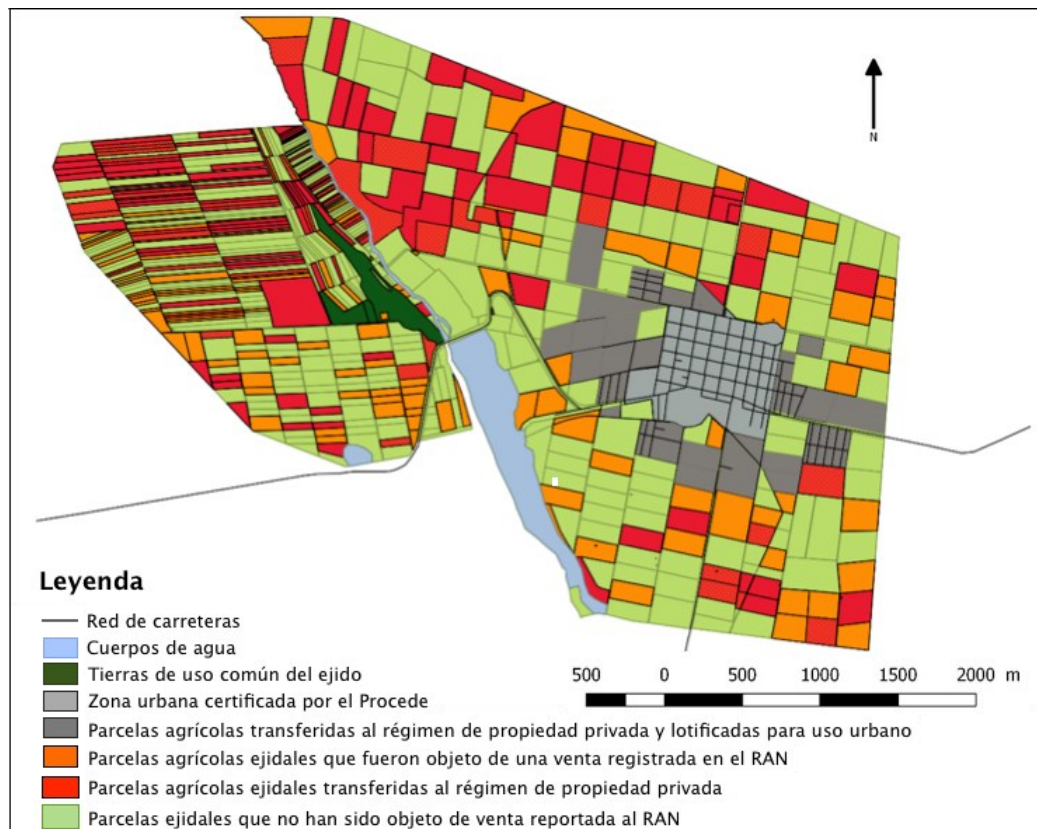 N
Leyenda
Red de carreteras
Cuerpos de agua
Tierras de uso común del ejido
Zona urbana certificada por el Procede
Parcelas agrícolas transferidas al régimen de propiedad privada y lotificadas para uso urbano
Parcelas agrícolas ejidales que fueron objeto de una venta registrada en el RAN
Parcelas agrícolas ejidales transferidas al régimen de propiedad privada
Parcelas ejidales que no han sido objeto de venta reportada al RAN
500 0 500 1000 1500 2000 m